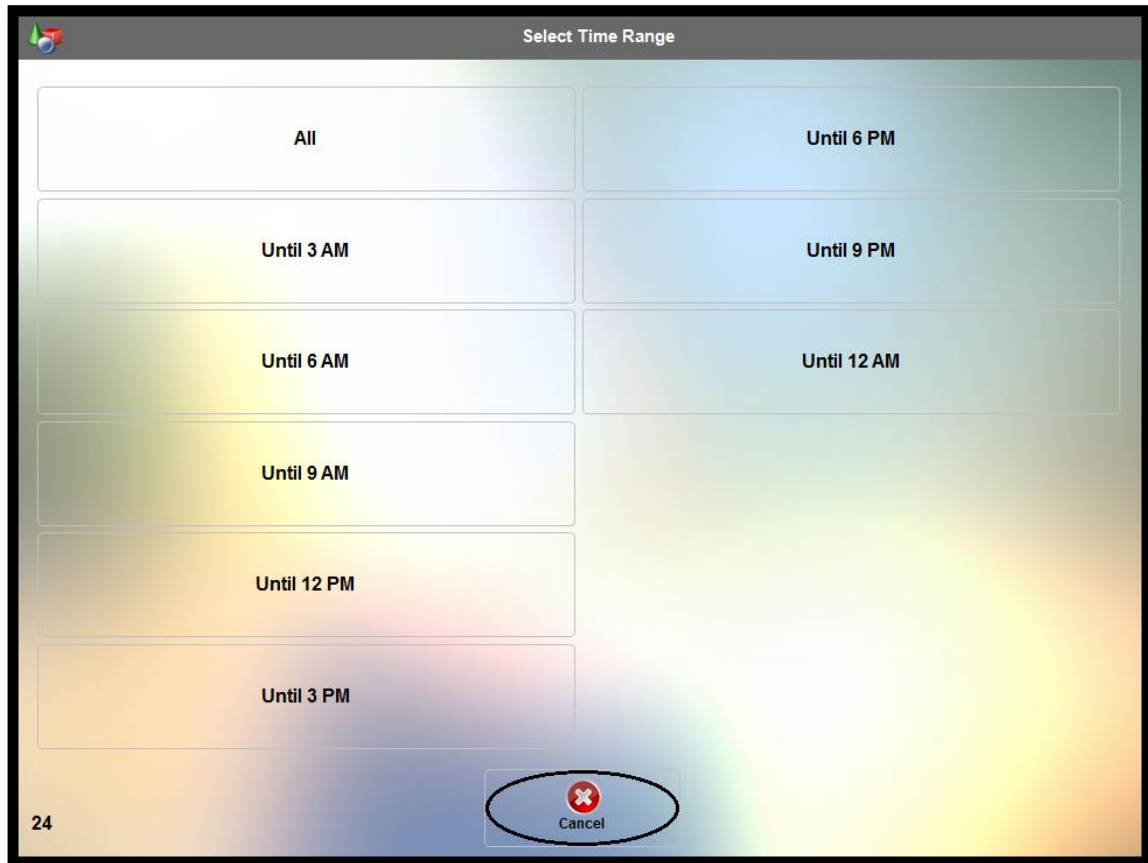 Select Time Range
All
Until 3 AM
Until 6 AM
Until 9 AM
Until 12 PM
Until 3 PM
Until 6 PM
Until 9 PM
Until 12 AM
24
Cancel